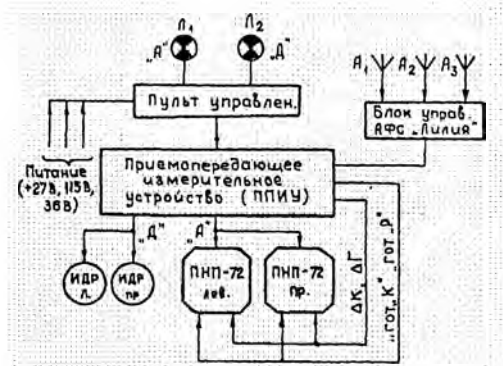 Л₁ Л₂
„А" „Д"
А₁ А₂ А₃
Пульт управлен.
Блок управ.
АФС „Лилия"
Питание
(+27В, 115В,
36В)
Приемопередающее
измерительное
устройство (ППИУ)
„Д" „А"
ИДР
л.
ИДР
пр
ПНП-72
лев.
ПНП-72
пр.
ΔК, ΔГ
„гот„К" „гот„Р"